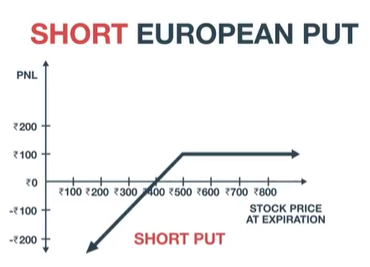 SHORT EUROPEAN PUT
PNL
₹200
₹100
₹0
₹100 ₹200 ₹300 ₹400 ₹500 ₹600 ₹700 ₹800
-₹100
STOCK PRICE
AT EXPIRATION
-₹200
SHORT PUT